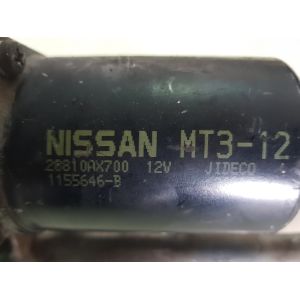 NISSAN MT3-12
28810AX700 12V JIDECO
1155646-B